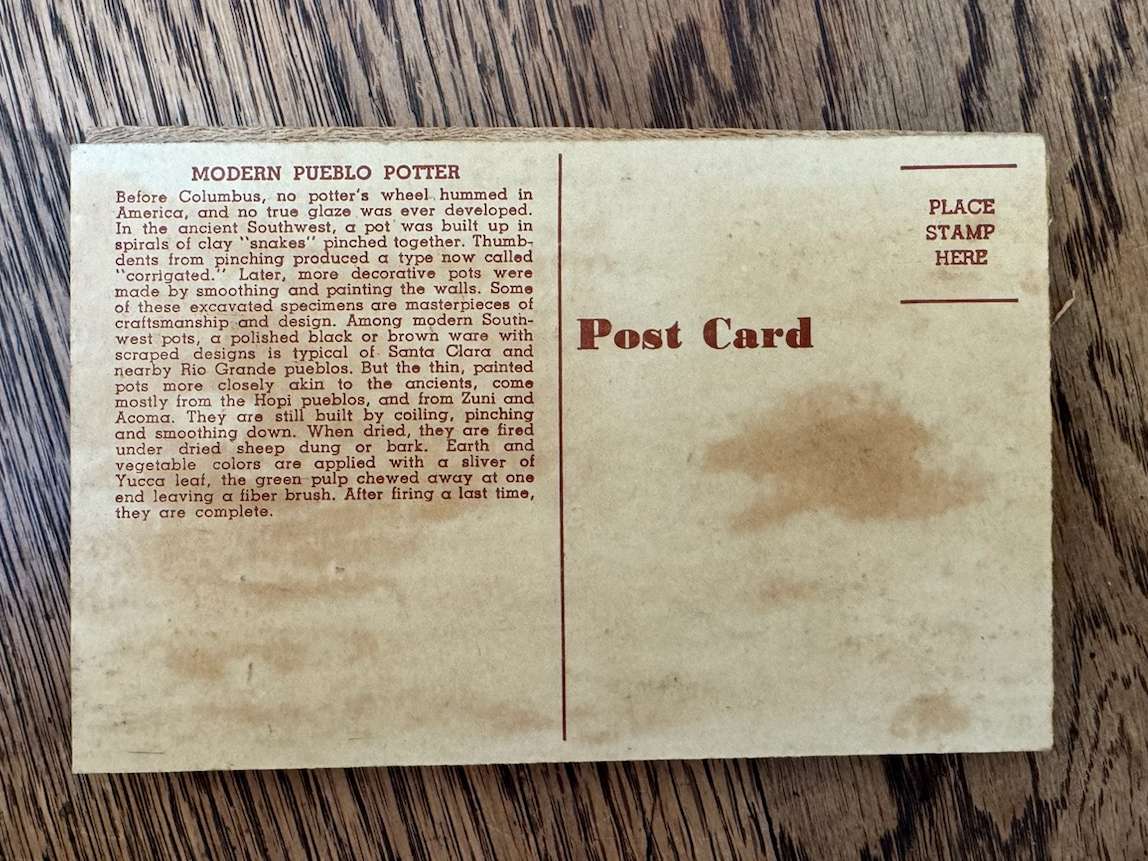 MODERN PUEBLO POTTER
Before Columbus, no potter's wheel hummed in
America, and no true glaze was ever developed.
In the ancient Southwest, a pot was built up in
spirals of clay "snakes" pinched together. Thumb-
dents from pinching produced a type now called
"corrigated." Later, more decorative pots were
made by smoothing and painting the walls. Some
of these excavated specimens are masterpieces of
craftsmanship and design. Among modern South-
west pots, a polished black or brown ware with
scraped designs is typical of Santa Clara and
nearby Rio Grande pueblos. But the thin, painted
pots more closely akin to the ancients, come
mostly from the Hopi pueblos, and from Zuni and
Acoma. They are still built by coiling, pinching
and smoothing down. When dried, they are fired
under dried sheep dung or bark. Earth and
vegetable colors are applied with a sliver of
Yucca leaf, the green pulp chewed away at one
end leaving a fiber brush. After firing a last time,
they are complete.
Post Card
PLACE
STAMP
HERE